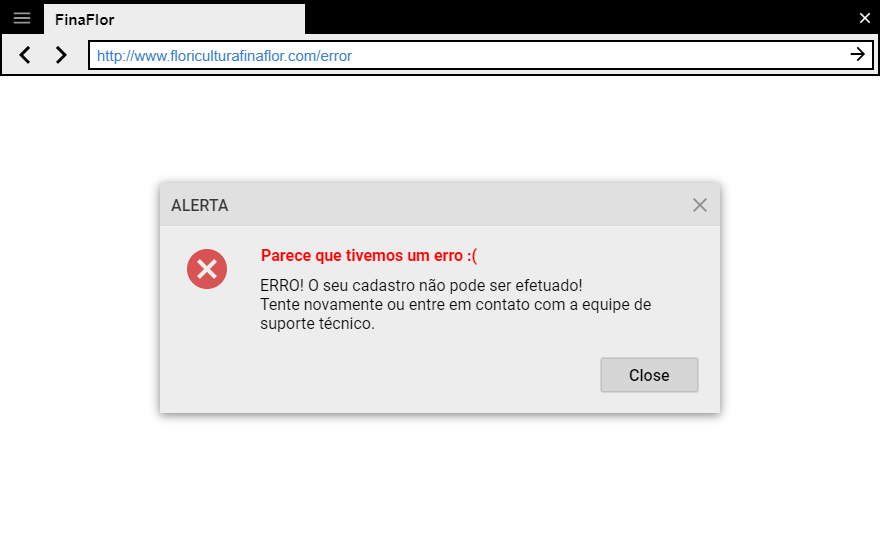 FinaFlor
http://www.floriculturafinaflor.com/error
ALERTA
Parece que tivemos um erro :(
ERRO! O seu cadastro não pode ser efetuado!
Tente novamente ou entre em contato com a equipe de
suporte técnico.
Close